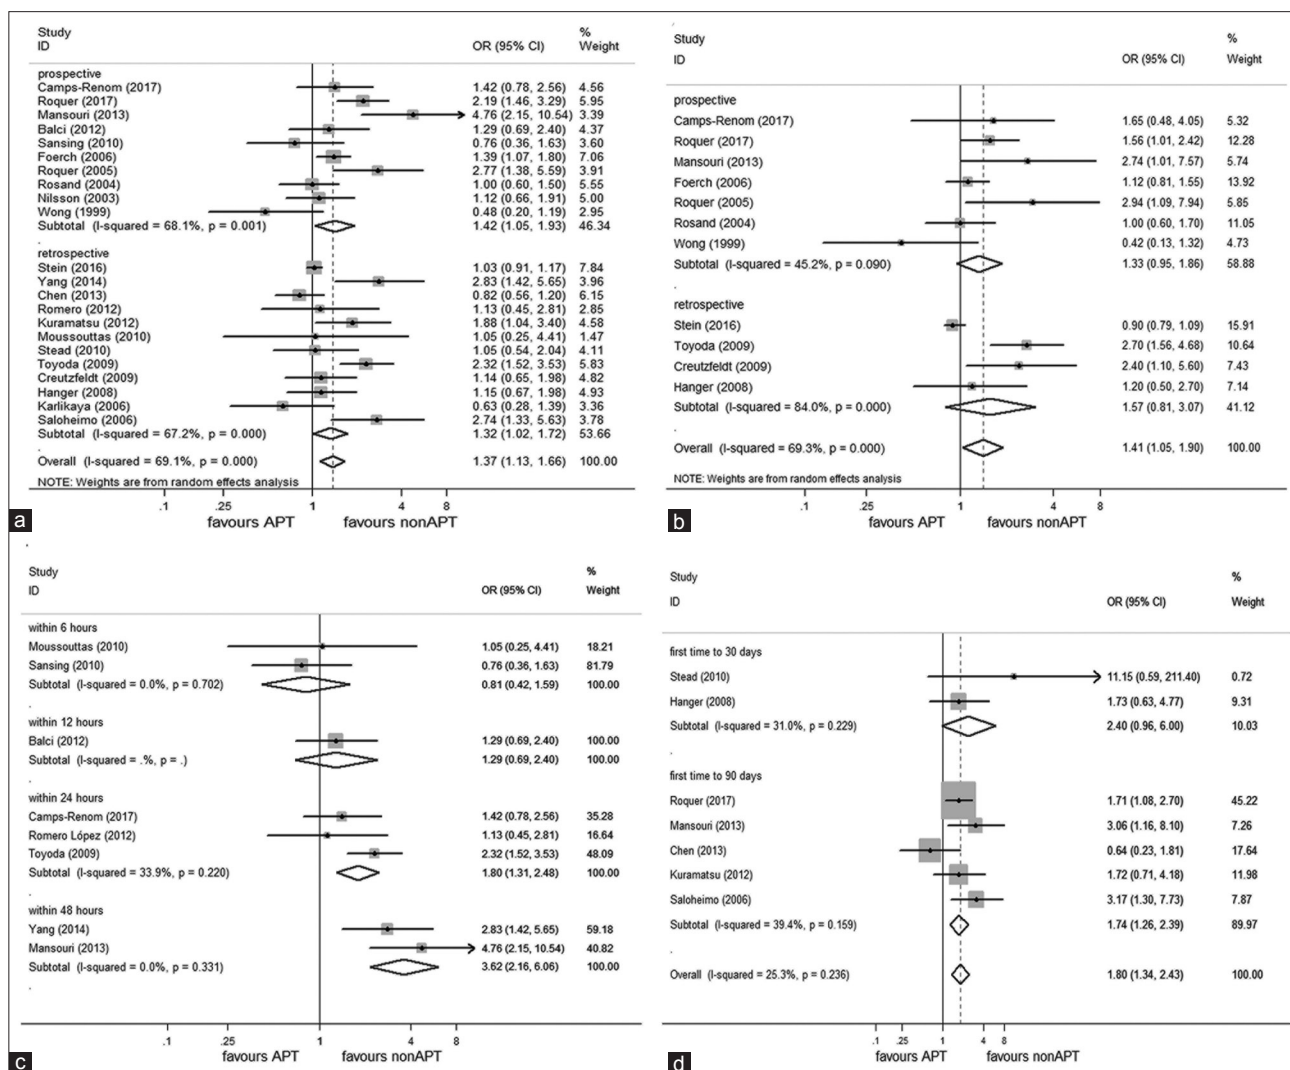 Study
ID OR (95% CI) % Weight
prospective
Camps-Renom (2017) 1.42 (0.78, 2.56) 4.56
Roquer (2017) 2.19 (1.46, 3.29) 5.95
Mansouri (2013) 4.76 (2.15, 10.54) 3.39
Balci (2012) 1.29 (0.69, 2.40) 4.37
Sansing (2010) 0.76 (0.36, 1.63) 3.60
Foerch (2006) 1.39 (1.07, 1.80) 7.06
Roquer (2005) 2.77 (1.38, 5.59) 3.91
Rosand (2004) 1.00 (0.60, 1.50) 5.55
Nilsson (2003) 1.12 (0.66, 1.91) 5.00
Wong (1999) 0.48 (0.20, 1.19) 2.95
Subtotal (I-squared = 68.1%, p = 0.001) 1.42 (1.05, 1.93) 46.34
.
retrospective
Stein (2016) 1.03 (0.91, 1.17) 7.84
Yang (2014) 2.83 (1.42, 5.65) 3.96
Chen (2013) 0.82 (0.56, 1.20) 6.15
Romero (2012) 1.13 (0.45, 2.81) 2.85
Kuramatsu (2012) 1.88 (1.04, 3.40) 4.58
Moussouttas (2010) 1.05 (0.25, 4.41) 1.47
Stead (2010) 1.05 (0.54, 2.04) 4.11
Toyoda (2009) 2.32 (1.52, 3.53) 5.83
Creutzfeldt (2009) 1.14 (0.65, 1.98) 4.82
Hanger (2008) 1.15 (0.67, 1.98) 4.93
Karlikaya (2006) 0.63 (0.28, 1.39) 3.36
Saloheimo (2006) 2.74 (1.33, 5.63) 3.78
Subtotal (I-squared = 67.2%, p = 0.000) 1.32 (1.02, 1.72) 53.66
.
Overall (I-squared = 69.1%, p = 0.000) 1.37 (1.13, 1.66) 100.00
NOTE: Weights are from random effects analysis
.1 .25 1 4 8
favours APT favours nonAPT
a
Study
ID OR (95% CI) % Weight
prospective
Camps-Renom (2017) 1.65 (0.48, 4.05) 5.32
Roquer (2017) 1.56 (1.01, 2.42) 12.28
Mansouri (2013) 2.74 (1.01, 7.57) 5.74
Foerch (2006) 1.12 (0.81, 1.55) 13.92
Roquer (2005) 2.94 (1.09, 7.94) 5.85
Rosand (2004) 1.00 (0.60, 1.70) 11.05
Wong (1999) 0.42 (0.13, 1.32) 4.73
Subtotal (I-squared = 45.2%, p = 0.090) 1.33 (0.95, 1.86) 58.88
.
retrospective
Stein (2016) 0.90 (0.79, 1.09) 15.91
Toyoda (2009) 2.70 (1.56, 4.68) 10.64
Creutzfeldt (2009) 2.40 (1.10, 5.60) 7.43
Hanger (2008) 1.20 (0.50, 2.70) 7.14
Subtotal (I-squared = 84.0%, p = 0.000) 1.57 (0.81, 3.07) 41.12
.
Overall (I-squared = 69.3%, p = 0.000) 1.41 (1.05, 1.90) 100.00
NOTE: Weights are from random effects analysis
.1 .25 1 4 8
favours APT favours nonAPT
b
Study
ID OR (95% CI) % Weight
within 6 hours
Moussouttas (2010) 1.05 (0.25, 4.41) 18.21
Sansing (2010) 0.76 (0.36, 1.63) 81.79
Subtotal (I-squared = 0.0%, p = 0.702) 0.81 (0.42, 1.59) 100.00
.
within 12 hours
Balci (2012) 1.29 (0.69, 2.40) 100.00
Subtotal (I-squared = .%, p = .) 1.29 (0.69, 2.40) 100.00
.
within 24 hours
Camps-Renom (2017) 1.42 (0.78, 2.56) 35.28
Romero López (2012) 1.13 (0.45, 2.81) 16.64
Toyoda (2009) 2.32 (1.52, 3.53) 48.09
Subtotal (I-squared = 33.9%, p = 0.220) 1.80 (1.31, 2.48) 100.00
.
within 48 hours
Yang (2014) 2.83 (1.42, 5.65) 59.18
Mansouri (2013) 4.76 (2.15, 10.54) 40.82
Subtotal (I-squared = 0.0%, p = 0.331) 3.62 (2.16, 6.06) 100.00
.
.1 .25 1 4 8
favours APT favours nonAPT
c
Study
ID OR (95% CI) % Weight
first time to 30 days
Stead (2010) 11.15 (0.59, 211.40) 0.72
Hanger (2008) 1.73 (0.63, 4.77) 9.31
Subtotal (I-squared = 31.0%, p = 0.229) 2.40 (0.96, 6.00) 10.03
.
first time to 90 days
Roquer (2017) 1.71 (1.08, 2.70) 45.22
Mansouri (2013) 3.06 (1.16, 8.10) 7.26
Chen (2013) 0.64 (0.23, 1.81) 17.64
Kuramatsu (2012) 1.72 (0.71, 4.18) 11.98
Saloheimo (2006) 3.17 (1.30, 7.73) 7.87
Subtotal (I-squared = 39.4%, p = 0.159) 1.74 (1.26, 2.39) 89.97
.
Overall (I-squared = 25.3%, p = 0.236) 1.80 (1.34, 2.43) 100.00
.1 .25 1 4 8
favours APT favours nonAPT
d